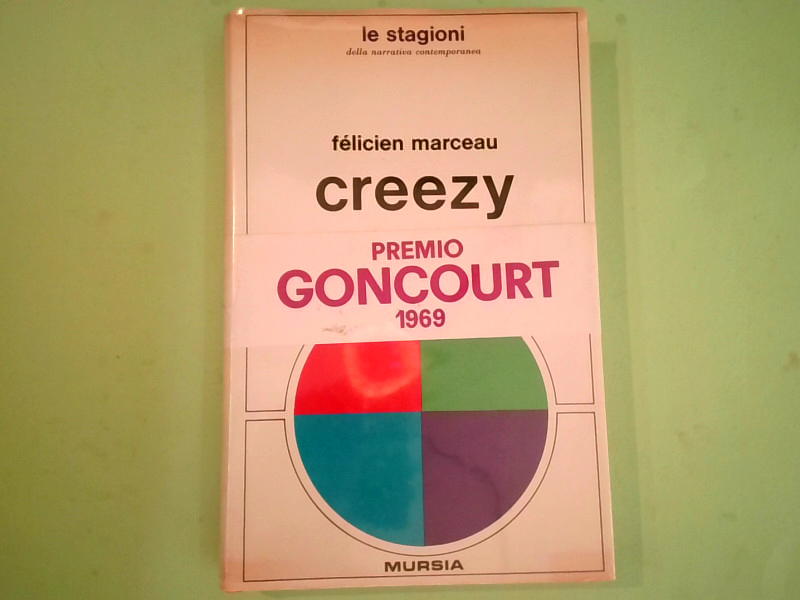 le stagioni
della narrativa contemporanea
félicien marceau
creezy
PREMIO
GONCOURT
1969
MURSIA